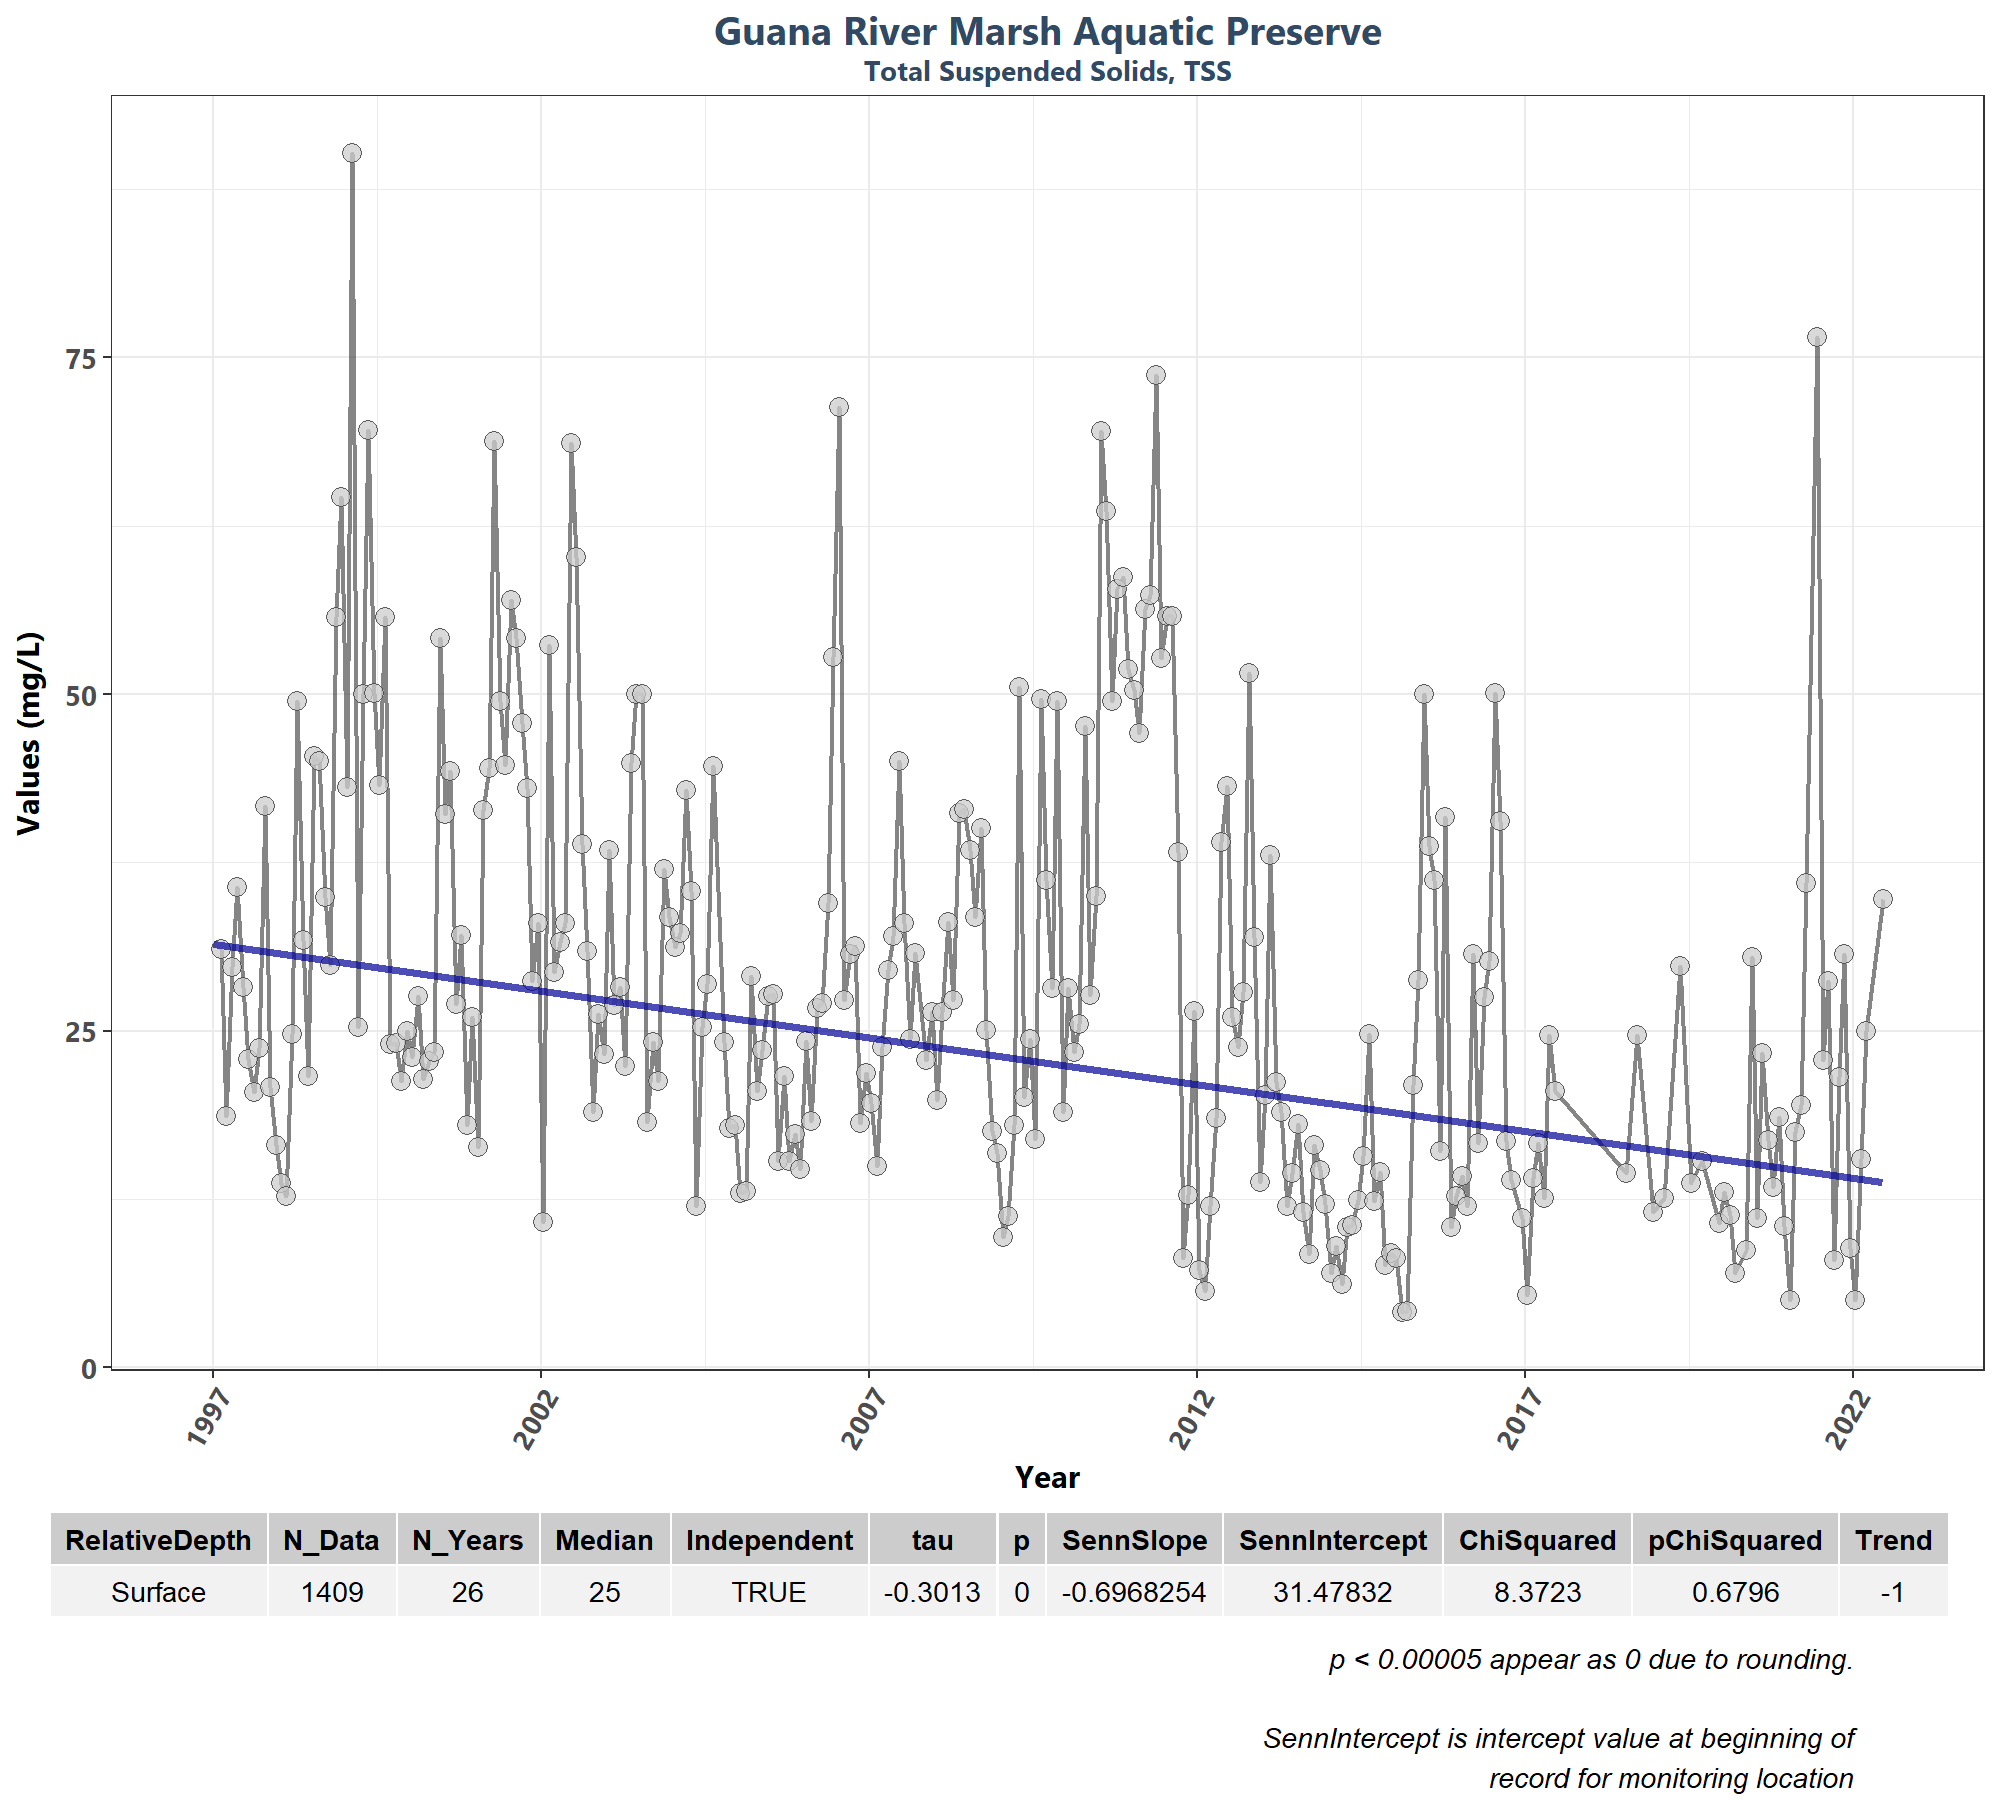 Guana River Marsh Aquatic Preserve
Total Suspended Solids, TSS
Values (mg/L)
75
50
25
0
1997
2002
2007
2012
2017
2022
Year
RelativeDepth N_Data N_Years Median Independent tau p SennSlope SennIntercept ChiSquared pChiSquared Trend
Surface 1409 26 25 TRUE -0.3013 0 -0.6968254 31.47832 8.3723 0.6796 -1
p < 0.00005 appear as 0 due to rounding.
SennIntercept is intercept value at beginning of
record for monitoring location